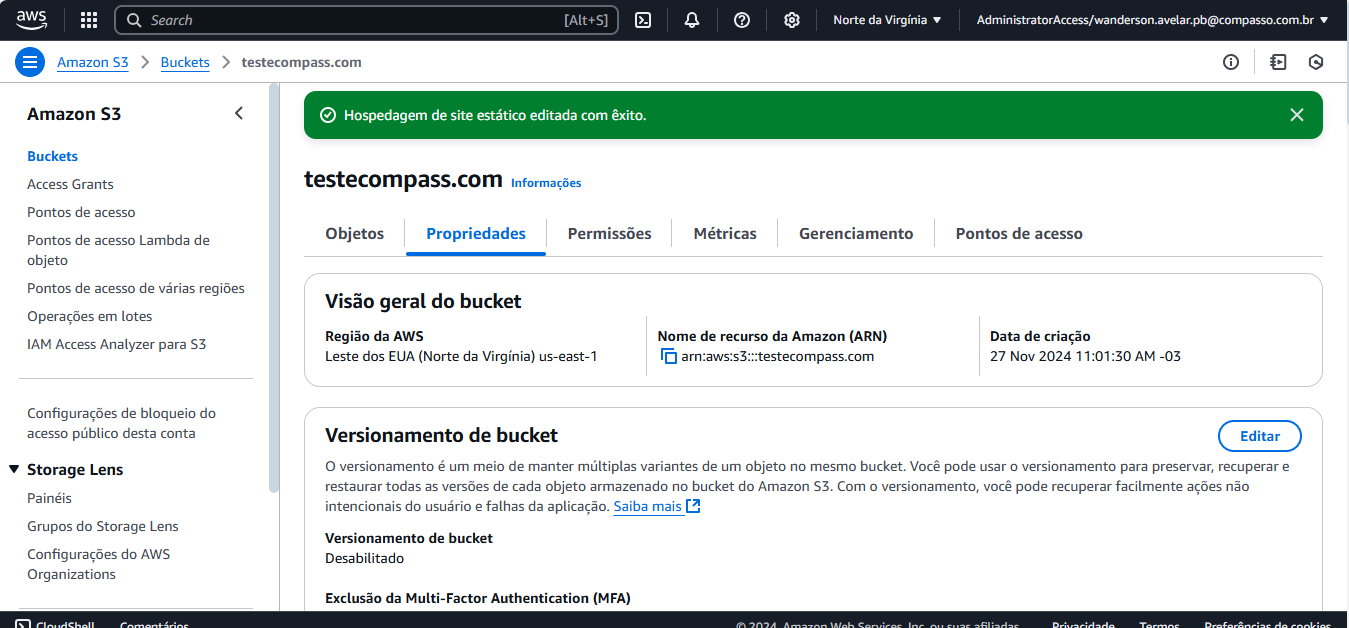 aws
Search [Alt+S] Norte da Virgínia AdministratorAccess/wanderson.avelar.pb@compasso.com.br
Amazon S3 Buckets testecompass.com
Amazon S3
Buckets
Access Grants
Pontos de acesso
Pontos de acesso Lambda de
objeto
Pontos de acesso de várias regiões
Operações em lotes
IAM Access Analyzer para S3
Configurações de bloqueio do
acesso público desta conta
Storage Lens
Painéis
Grupos do Storage Lens
Configurações do AWS
Organizations
Hospedagem de site estático editada com êxito.
testecompass.com Informações
Objetos Propriedades Permissões Métricas Gerenciamento Pontos de acesso
Visão geral do bucket
Região da AWS
Leste dos EUA (Norte da Virgínia) us-east-1
Nome de recurso da Amazon (ARN)
arn:aws:s3:::testecompass.com
Data de criação
27 Nov 2024 11:01:30 AM -03
Versionamento de bucket Editar
O versionamento é um meio de manter múltiplas variantes de um objeto no mesmo bucket. Você pode usar o versionamento para preservar, recuperar e
restaurar todas as versões de cada objeto armazenado no bucket do Amazon S3. Com o versionamento, você pode recuperar facilmente ações não
intencionais do usuário e falhas da aplicação. Saiba mais
Versionamento de bucket
Desabilitado
Exclusão da Multi-Factor Authentication (MFA)
CloudShell Comentários © 2024, Amazon Web Services, Inc. ou suas afiliadas. Privacidade Termos Preferências de cookies